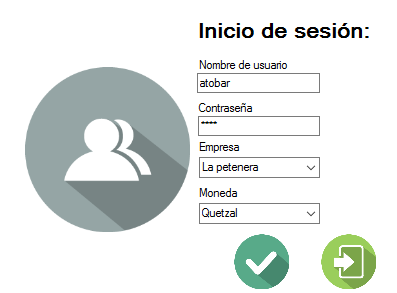 Inicio de sesión:
Nombre de usuario
atobar
Contraseña
****
Empresa
La petenera
Moneda
Quetzal